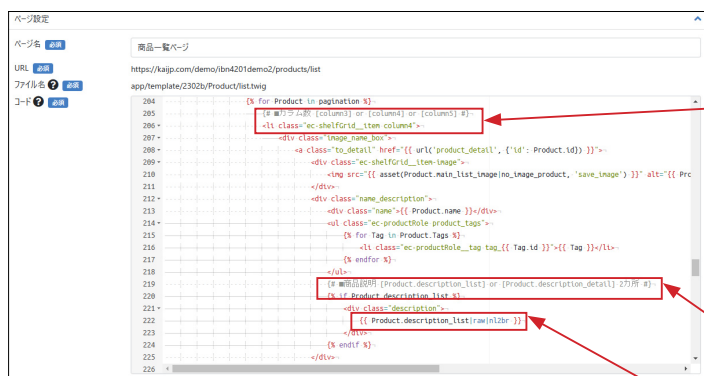 ページ設定
ページ名 必須 商品一覧ページ
URL 必須 https://kaijp.com/demo/ibn4201demo2/products/list
ファイル名 ? 必須 app/template/2302b/Product/list.twig
コード ? 必須
204 {% for Product in pagination %}
205 {# ■カラム数 [column3] or [column4] or [column5] #}
206 <li class="ec-shelfGrid__item column4">
207 <div class="image_name_box">
208 <a class="to_detail" href="{{ url('product_detail', {'id': Product.id}) }}">
209 <div class="ec-shelfGrid__item-image">
210 <img src="{{ asset(Product.main_list_image|no_image_product, 'save_image') }}" alt="{{ Prc
211 </div>
212 <div class="name_description">
213 <div class="name">{{ Product.name }}</div>
214 <ul class="ec-productRole product_tags">
215 {% for Tag in Product.Tags %}
216 <li class="ec-productRole__tag tag_{{ Tag.id }}">{{ Tag }}</li>
217 {% endfor %}
218 </ul>
219 {# ■商品説明 [Product.description_list] or [Product.description_detail] 2カ所 #}
220 {% if Product.description_list %}
221 <div class="description">
222 {{ Product.description_list|raw|nl2br }}
223 </div>
224 {% endif %}
225 </div>
226